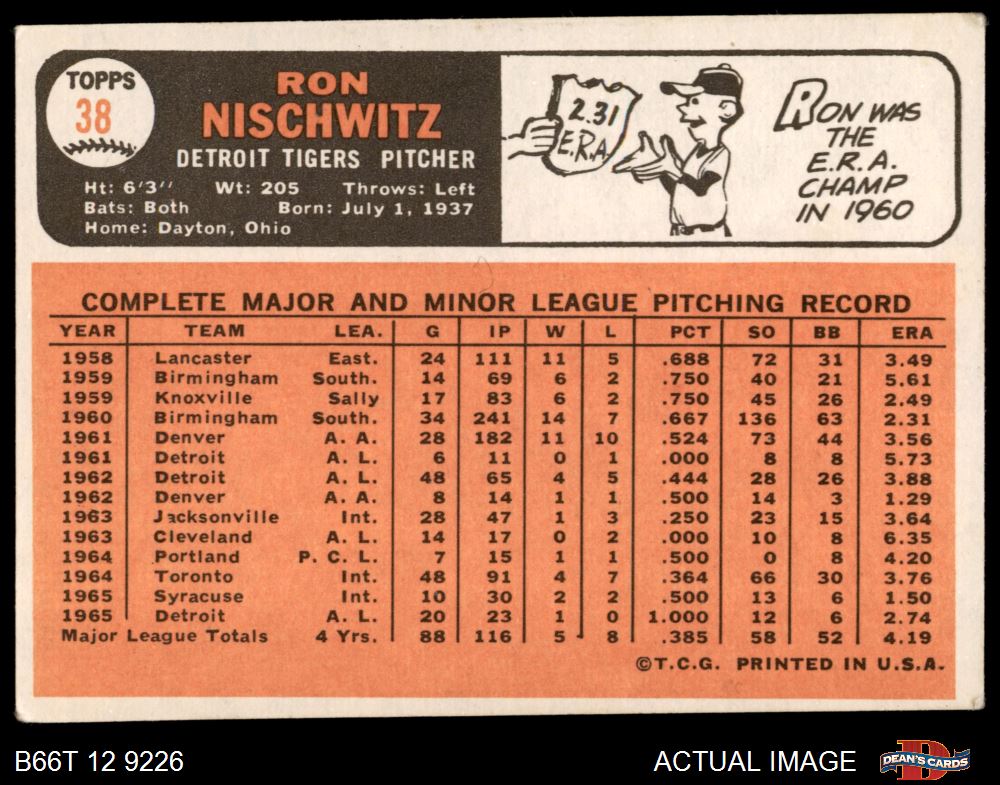 TOPPS
38
RON
NISCHWITZ
DETROIT TIGERS PITCHER
Ht: 6'3" Wt: 205 Throws: Left
Bats: Both Born: July 1, 1937
Home: Dayton, Ohio
2.31
E.R.A.
RON WAS
THE
E.R.A.
CHAMP
IN 1960
COMPLETE MAJOR AND MINOR LEAGUE PITCHING RECORD
YEAR TEAM LEA. G IP W L PCT SO BB ERA
1958 Lancaster East. 24 111 11 5 .688 72 31 3.49
1959 Birmingham South. 14 69 6 2 .750 40 21 5.61
1959 Knoxville Sally 17 83 6 2 .750 45 26 2.49
1960 Birmingham South. 34 241 14 7 .667 136 63 2.31
1961 Denver A. A. 28 182 11 10 .524 73 44 3.56
1961 Detroit A. L. 6 11 0 1 .000 8 8 5.73
1962 Detroit A. L. 48 65 4 5 .444 28 26 3.88
1962 Denver A. A. 8 14 1 1 .500 14 3 1.29
1963 Jacksonville Int. 28 47 1 3 .250 23 15 3.64
1963 Cleveland A. L. 14 17 0 2 .000 10 8 6.35
1964 Portland P. C. L. 7 15 1 1 .500 0 8 4.20
1964 Toronto Int. 48 91 4 7 .364 66 30 3.76
1965 Syracuse Int. 10 30 2 2 .500 13 6 1.50
1965 Detroit A. L. 20 23 1 0 1.000 12 6 2.74
Major League Totals 4 Yrs. 88 116 5 8 .385 58 52 4.19
©T.C.G. PRINTED IN U.S.A.
B66T 12 9226 ACTUAL IMAGE D DEAN'S CARDS